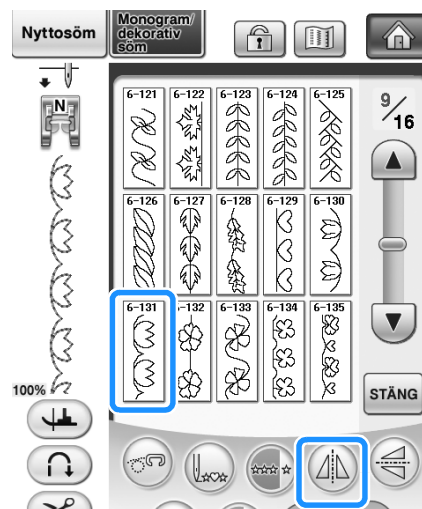 Nyttosöm
Monogram/
dekorativ
söm
N
6-121 6-122 6-123 6-124 6-125
9/16
6-126 6-127 6-128 6-129 6-130
6-131 6-132 6-133 6-134 6-135
100%
STÄNG